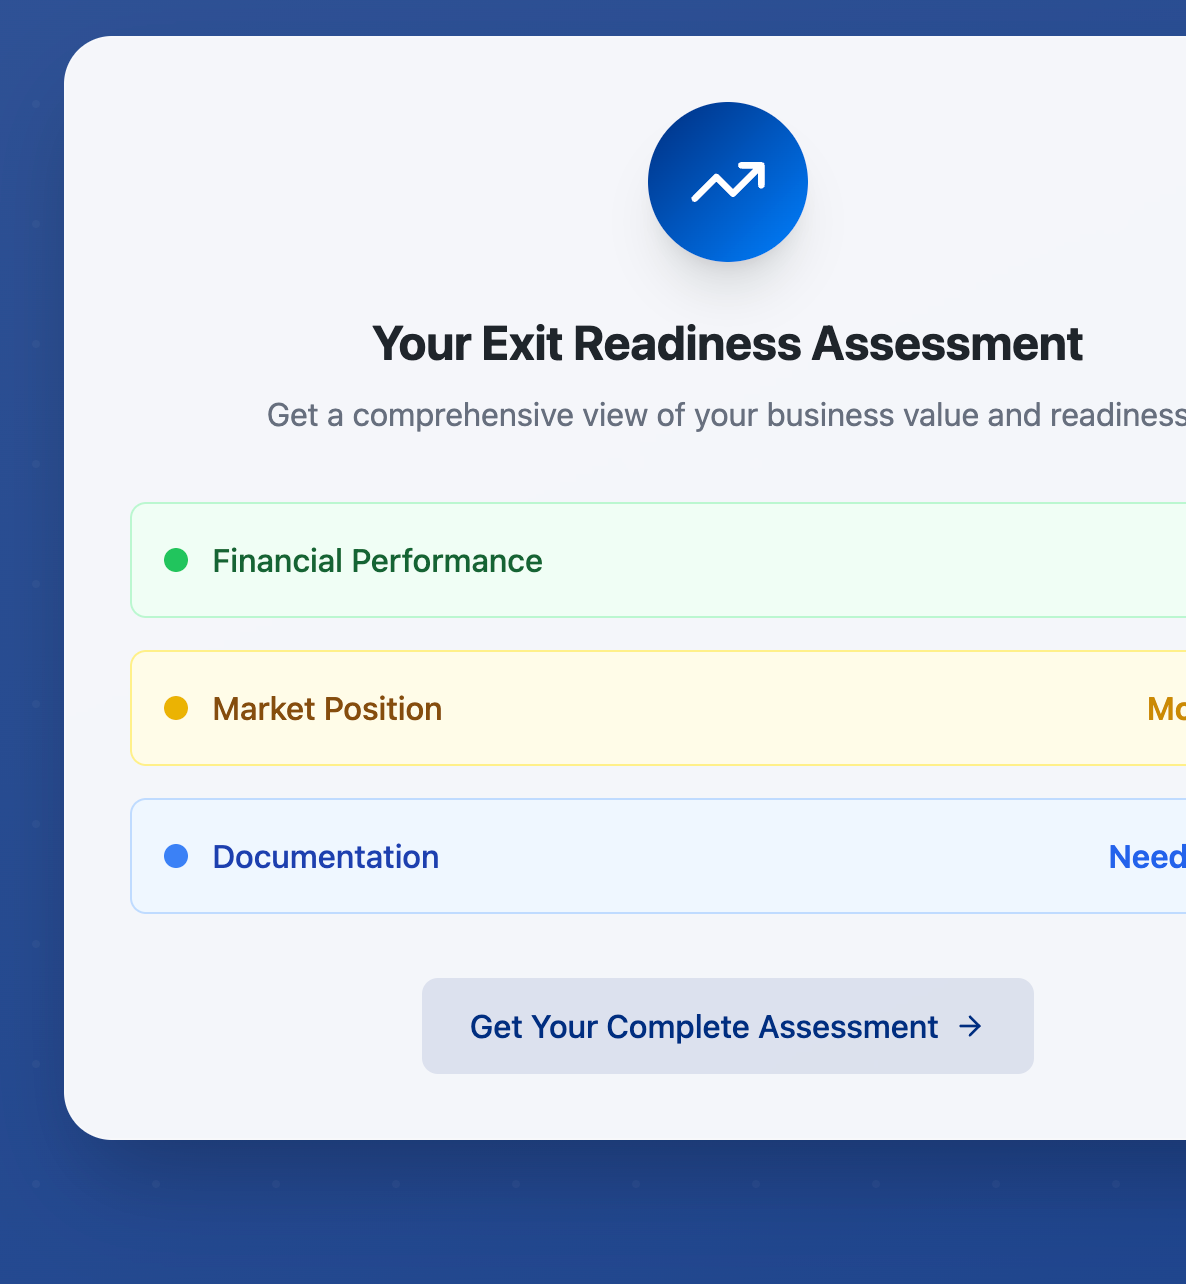 Your Exit Readiness Assessment
Get a comprehensive view of your business value and readiness
Financial Performance
Market Position
Documentation
Need
Get Your Complete Assessment →